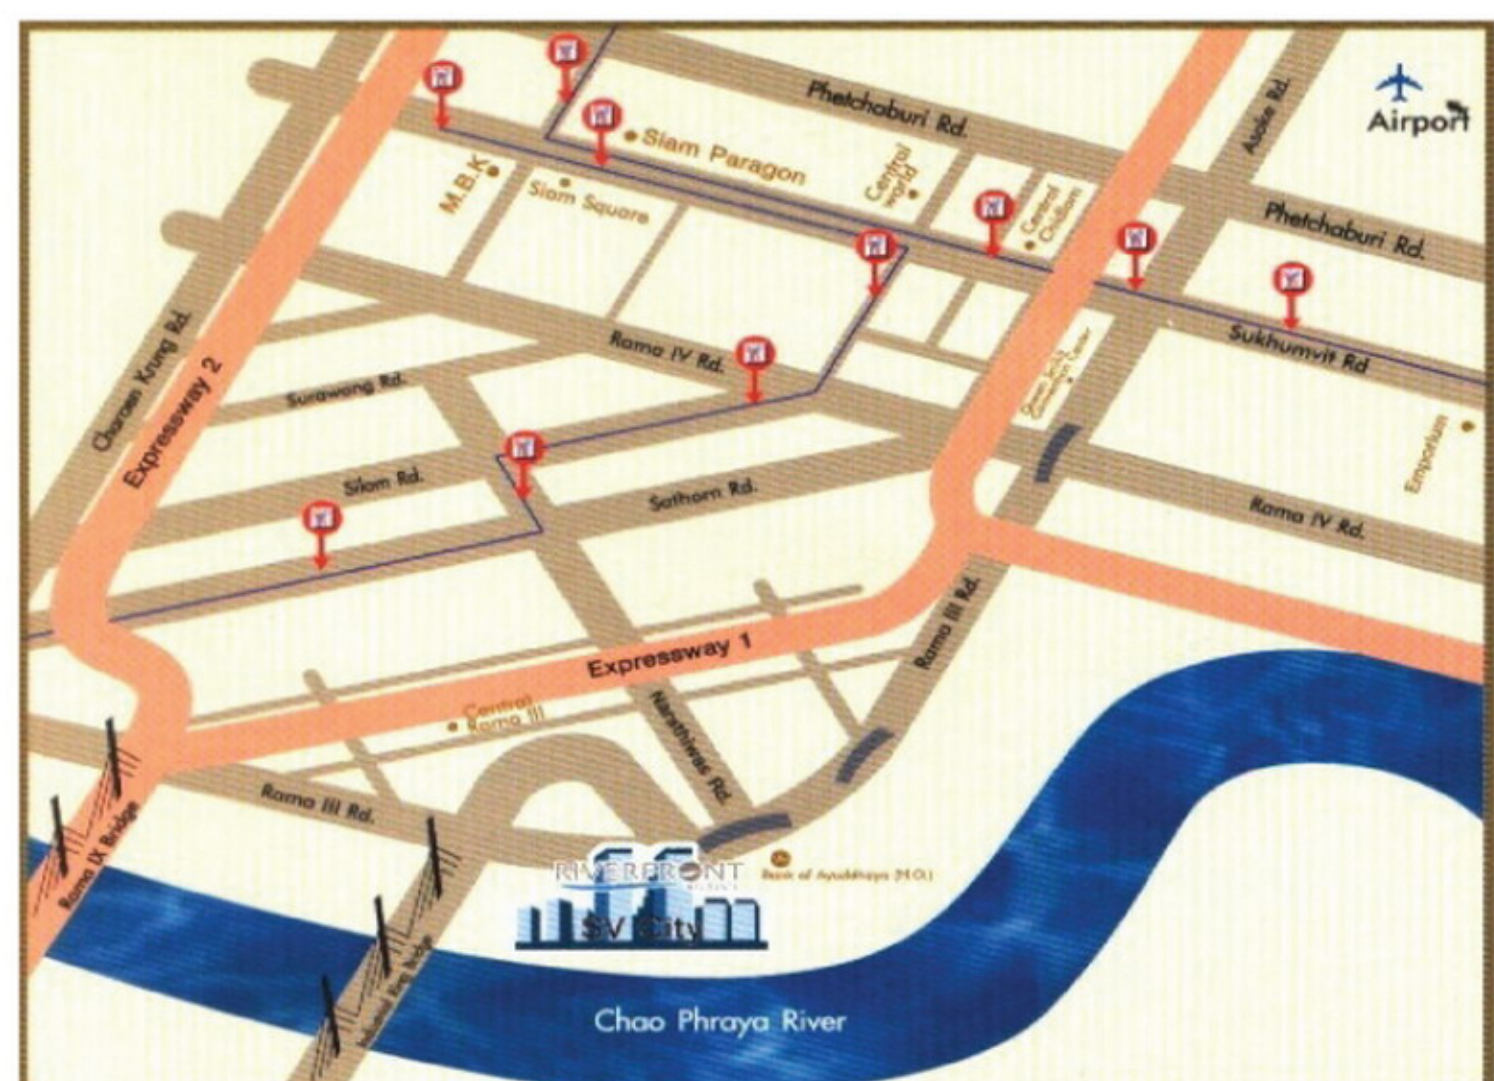 Airport
Phetchaburi Rd.
Asoke Rd.
Siam Paragon
Central
world
M.B.K
Siam Square
Central
Chidlom
Phetchaburi Rd.
Charoen Krung Rd.
Expressway 2
Rama IV Rd.
Sukhumvit Rd
Surawong Rd.
Emporium
Silom Rd.
Sathorn Rd.
Rama IV Rd.
Rama III Rd.
Expressway 1
Central
Rama III
Narathiwas Rd.
Rama III Rd.
Rama IX Bridge
RIVERFRONT
Bank of Ayuddhaya (H.O.)
SV City
Chao Phraya River